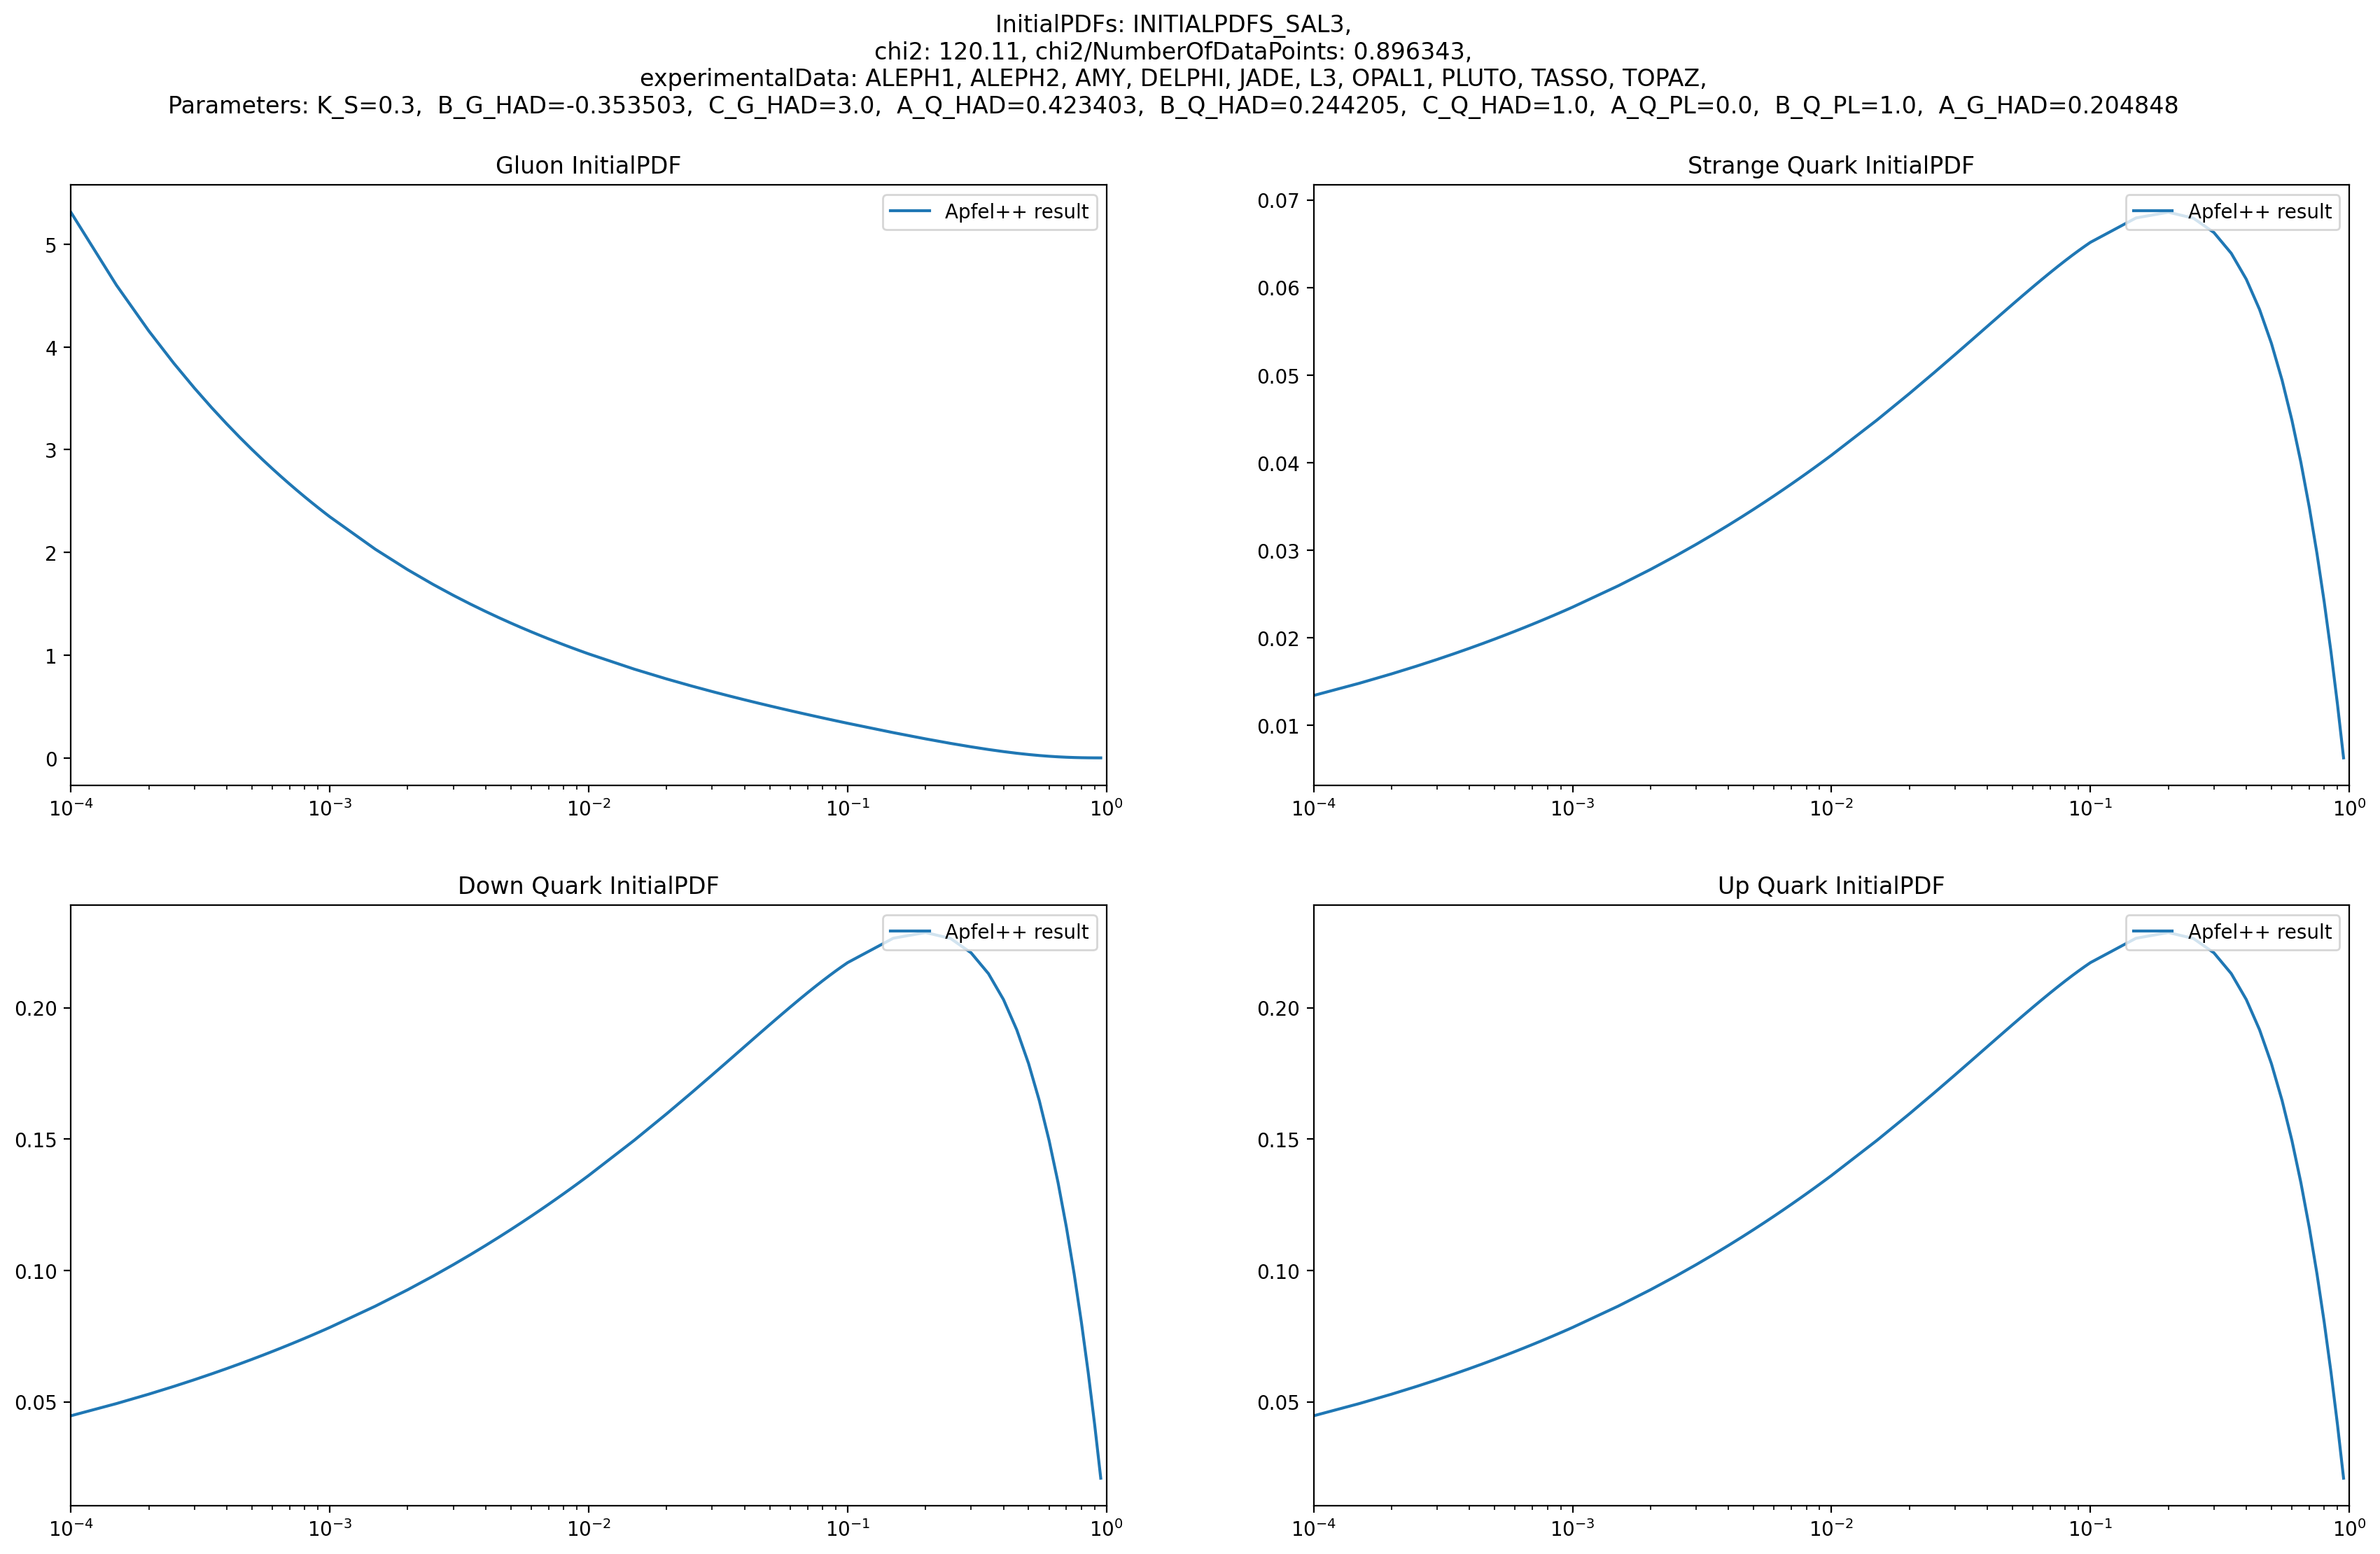 InitialPDFs: INITIALPDFS_SAL3,
chi2: 120.11, chi2/NumberOfDataPoints: 0.896343,
experimentalData: ALEPH1, ALEPH2, AMY, DELPHI, JADE, L3, OPAL1, PLUTO, TASSO, TOPAZ,
Parameters: K_S=0.3,  B_G_HAD=-0.353503,  C_G_HAD=3.0,  A_Q_HAD=0.423403,  B_Q_HAD=0.244205,  C_Q_HAD=1.0,  A_Q_PL=0.0,  B_Q_PL=1.0,  A_G_HAD=0.204848
Gluon InitialPDF
Apfel++ result
5
4
3
2
1
0
10⁻⁴ 10⁻³ 10⁻² 10⁻¹ 10⁰
Strange Quark InitialPDF
Apfel++ result
0.07
0.06
0.05
0.04
0.03
0.02
0.01
10⁻⁴ 10⁻³ 10⁻² 10⁻¹ 10⁰
Down Quark InitialPDF
Apfel++ result
0.20
0.15
0.10
0.05
10⁻⁴ 10⁻³ 10⁻² 10⁻¹ 10⁰
Up Quark InitialPDF
Apfel++ result
0.20
0.15
0.10
0.05
10⁻⁴ 10⁻³ 10⁻² 10⁻¹ 10⁰